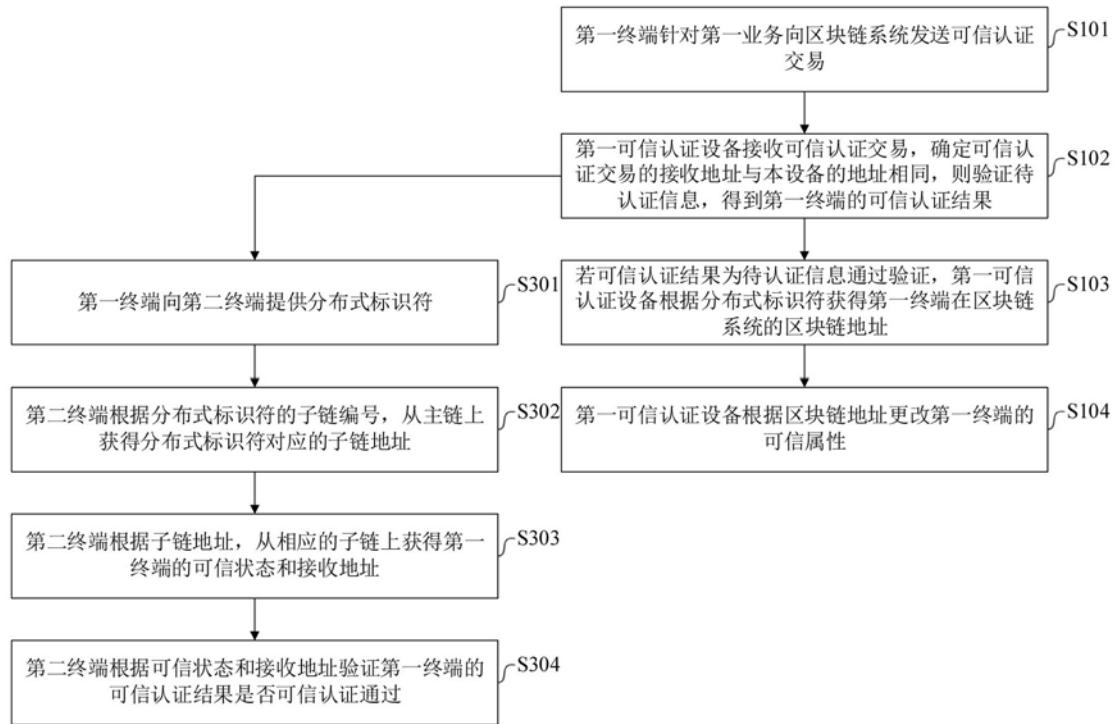 第一终端针对第一业务向区块链系统发送可信认证
交易
S101
第一可信认证设备接收可信认证交易，确定可信认
证交易的接收地址与本设备的地址相同，则验证待
认证信息，得到第一终端的可信认证结果
S102
若可信认证结果为待认证信息通过验证，第一可信
认证设备根据分布式标识符获得第一终端在区块链
系统的区块链地址
S103
第一可信认证设备根据区块链地址更改第一终端的
可信属性
S104
第一终端向第二终端提供分布式标识符
S301
第二终端根据分布式标识符的子链编号，从主链上
获得分布式标识符对应的子链地址
S302
第二终端根据子链地址，从相应的子链上获得第一
终端的可信状态和接收地址
S303
第二终端根据可信状态和接收地址验证第一终端的
可信认证结果是否可信认证通过
S304